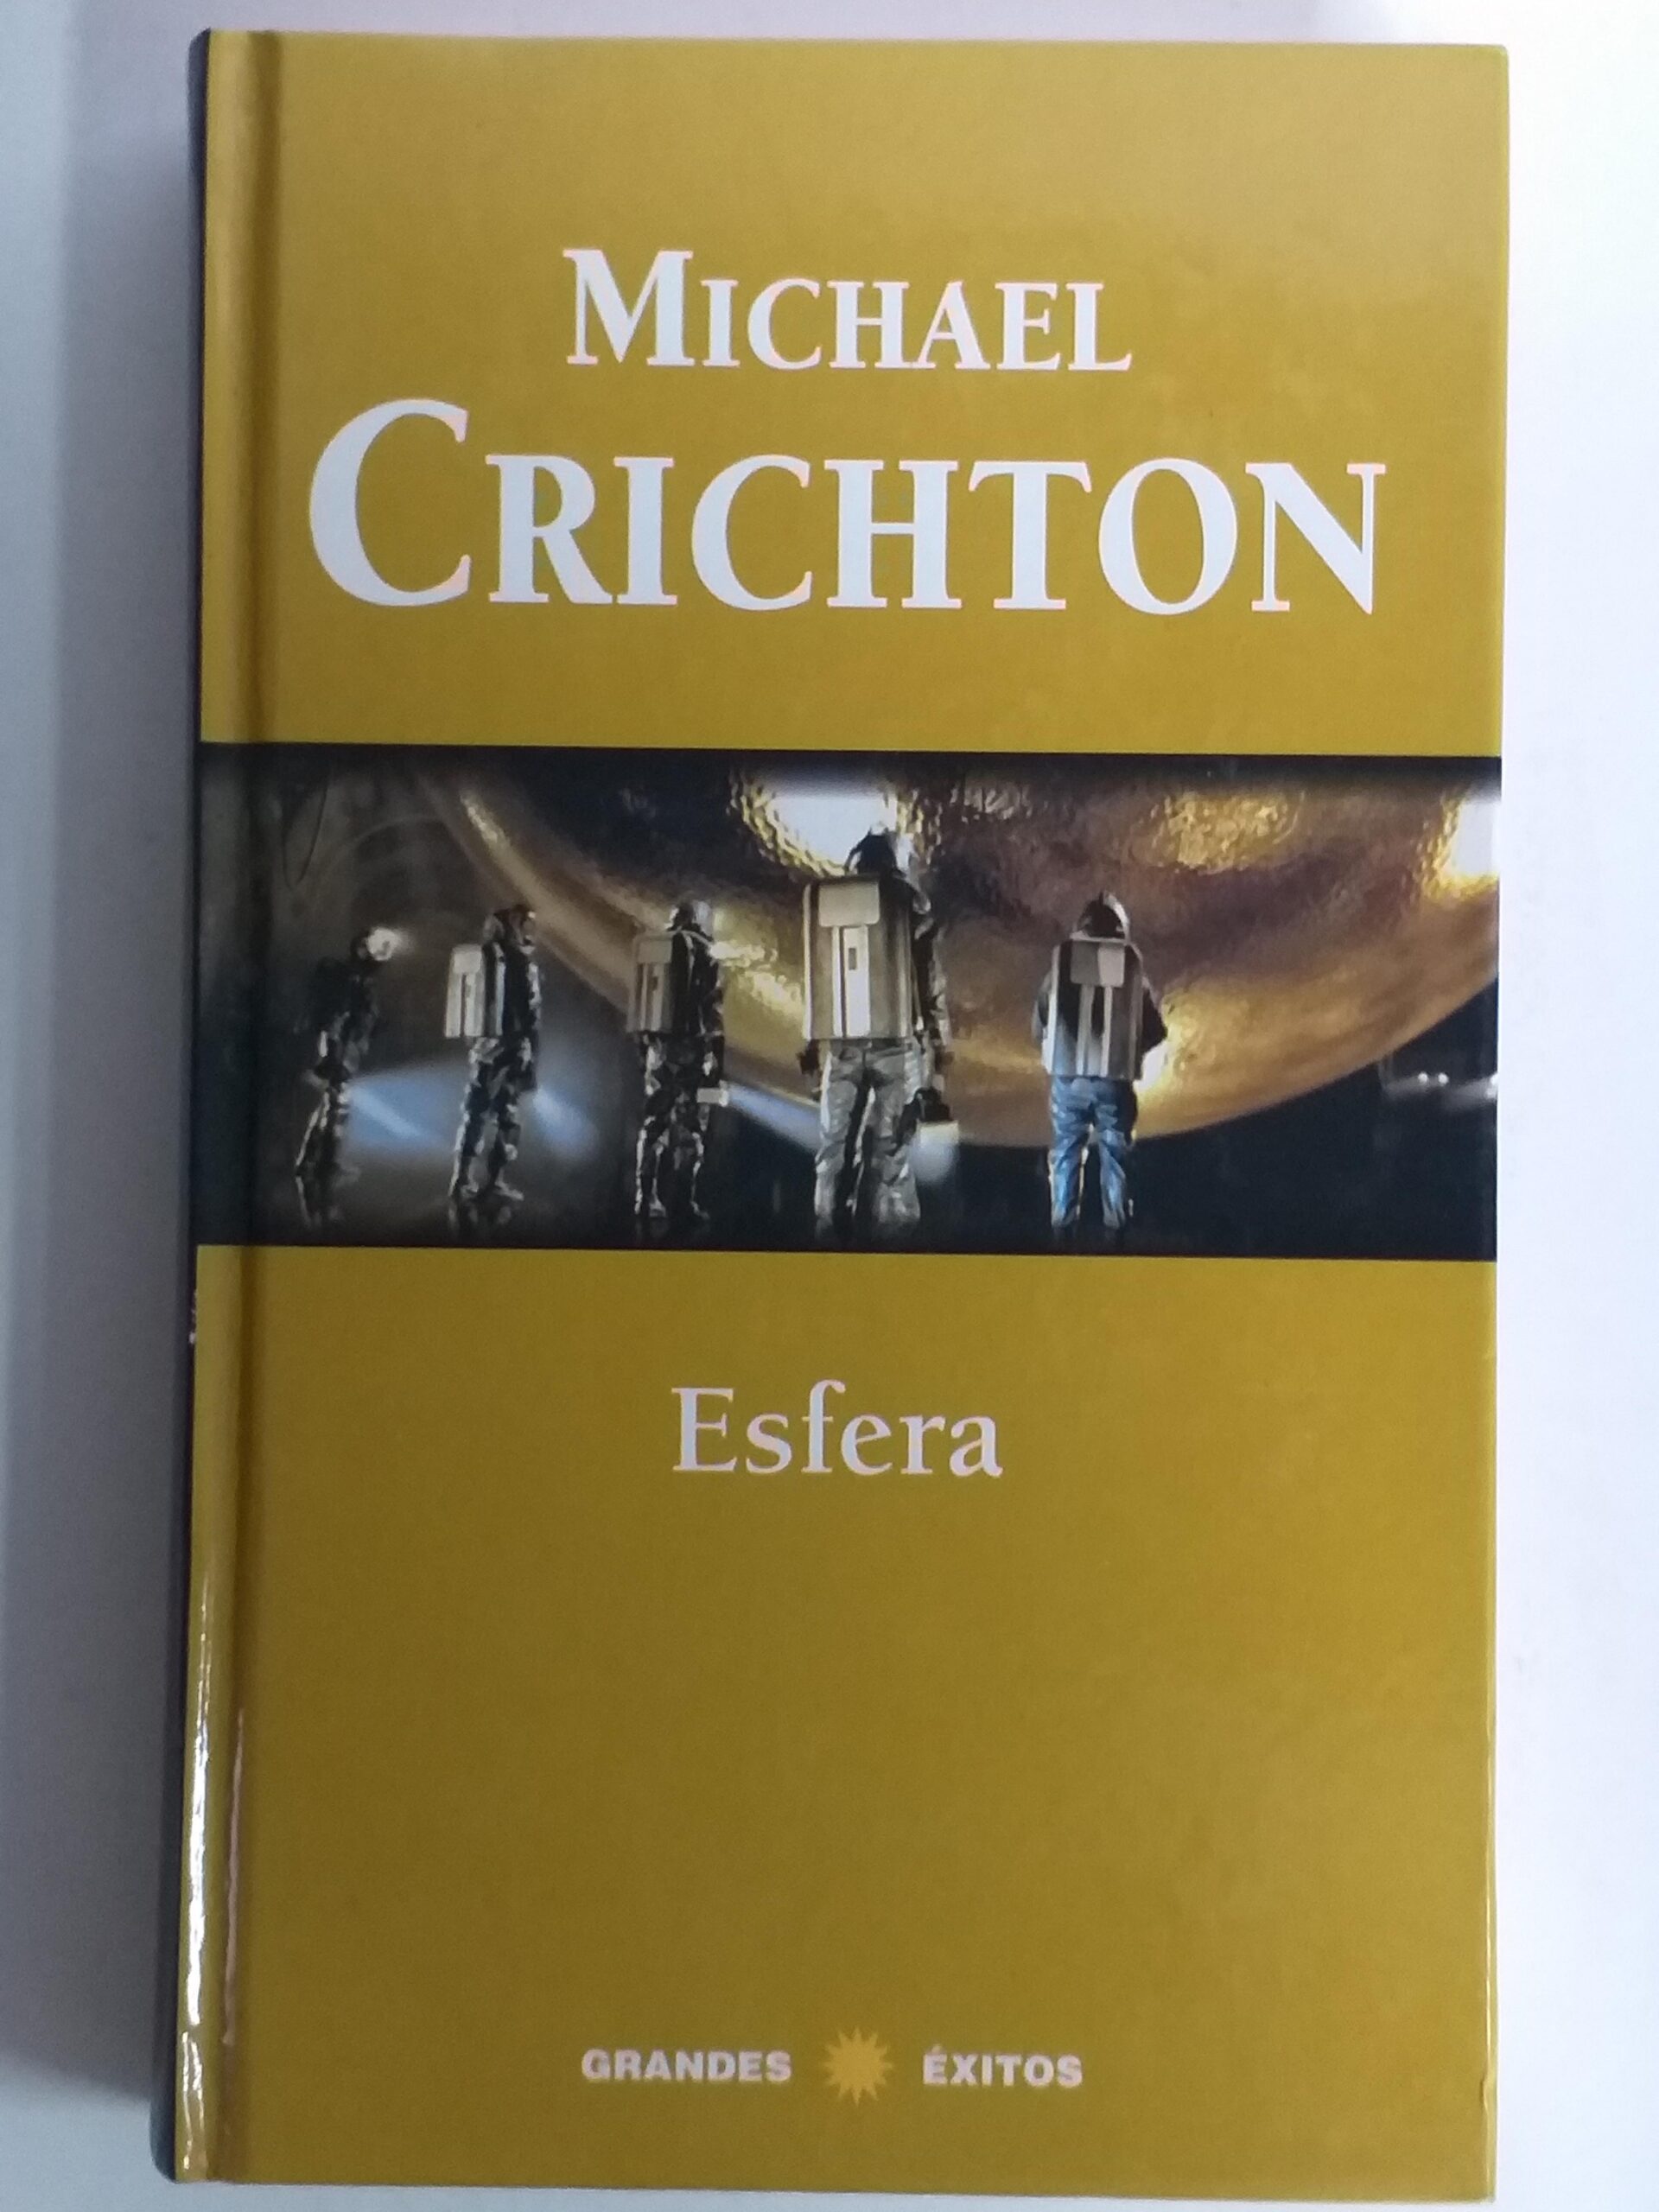 MICHAEL
CRICHTON
Esfera
GRANDES ÉXITOS